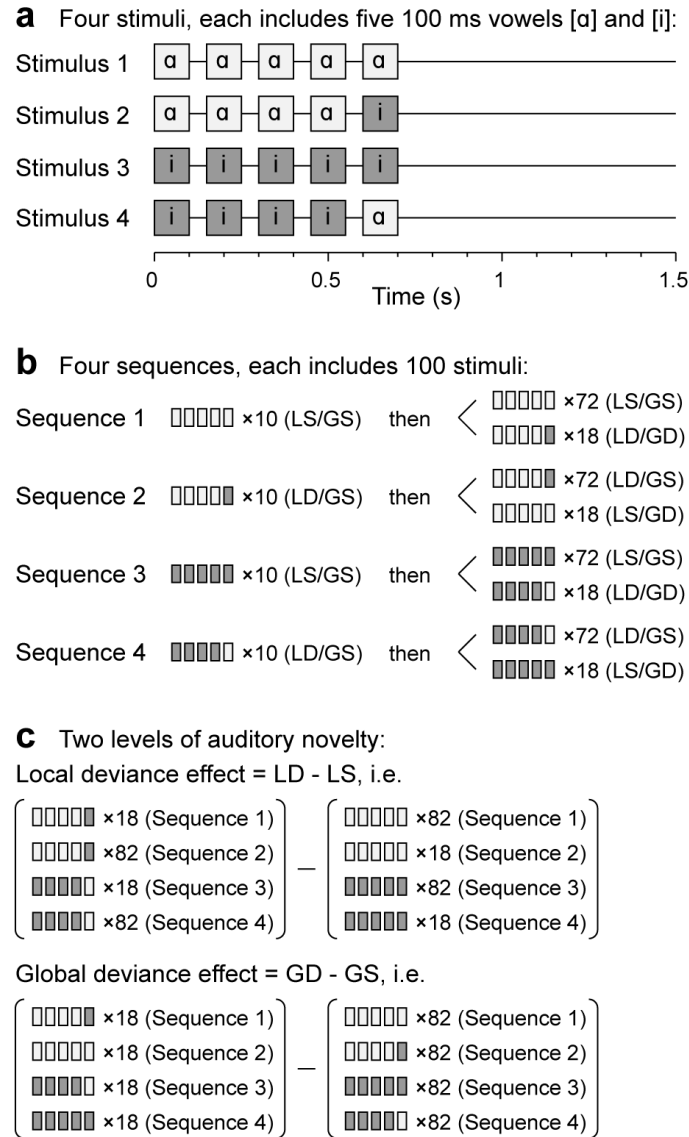 a Four stimuli, each includes five 100 ms vowels [ɑ] and [i]:
Stimulus 1 ɑ ɑ ɑ ɑ ɑ
Stimulus 2 ɑ ɑ ɑ ɑ i
Stimulus 3 i i i i i
Stimulus 4 i i i i ɑ
0 0.5 1 1.5
Time (s)
b Four sequences, each includes 100 stimuli:
Sequence 1 ×10 (LS/GS) then ×72 (LS/GS)
×18 (LD/GD)
Sequence 2 ×10 (LD/GS) then ×72 (LD/GS)
×18 (LS/GD)
Sequence 3 ×10 (LS/GS) then ×72 (LS/GS)
×18 (LD/GD)
Sequence 4 ×10 (LD/GS) then ×72 (LD/GS)
×18 (LS/GD)
c Two levels of auditory novelty:
Local deviance effect = LD - LS, i.e.
×18 (Sequence 1) ×82 (Sequence 1)
×82 (Sequence 2) — ×18 (Sequence 2)
×18 (Sequence 3) ×82 (Sequence 3)
×82 (Sequence 4) ×18 (Sequence 4)
Global deviance effect = GD - GS, i.e.
×18 (Sequence 1) ×82 (Sequence 1)
×18 (Sequence 2) — ×82 (Sequence 2)
×18 (Sequence 3) ×82 (Sequence 3)
×18 (Sequence 4) ×82 (Sequence 4)